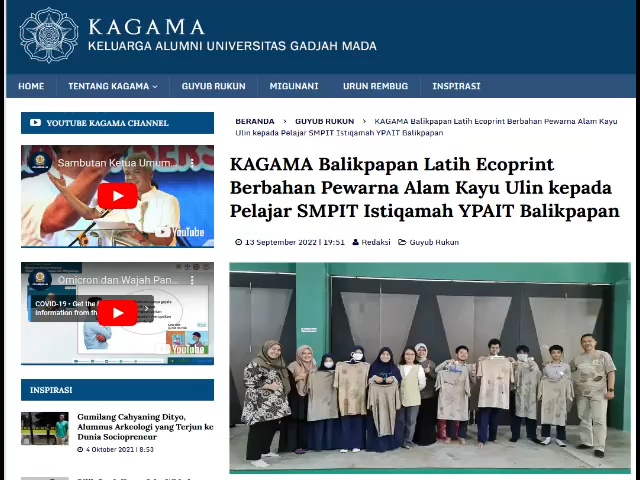 KAGAMA
KELUARGA ALUMNI UNIVERSITAS GADJAH MADA
HOME
TENTANG KAGAMA
GUYUB RUKUN
MIGUNANI
URUN REMBUG
INSPIRASI
YOUTUBE KAGAMA CHANNEL
Sambutan Ketua Umum...
YouTube
Omicron dan Wajah Pan...
COVID-19 • Get the
information from th
YouTube
INSPIRASI
Gumilang Cahyaning Dityo,
Alumnus Arkeologi yang Terjun ke
Dunia Sociopreneur
4 Oktober 2021 | 8:53
BERANDA > GUYUB RUKUN > KAGAMA Balikpapan Latih Ecoprint Berbahan Pewarna Alam Kayu
Ulin kepada Pelajar SMPIT Istiqamah YPAIT Balikpapan
KAGAMA Balikpapan Latih Ecoprint
Berbahan Pewarna Alam Kayu Ulin kepada
Pelajar SMPIT Istiqamah YPAIT Balikpapan
13 September 2022 | 19:51 Redaksi Guyub Rukun